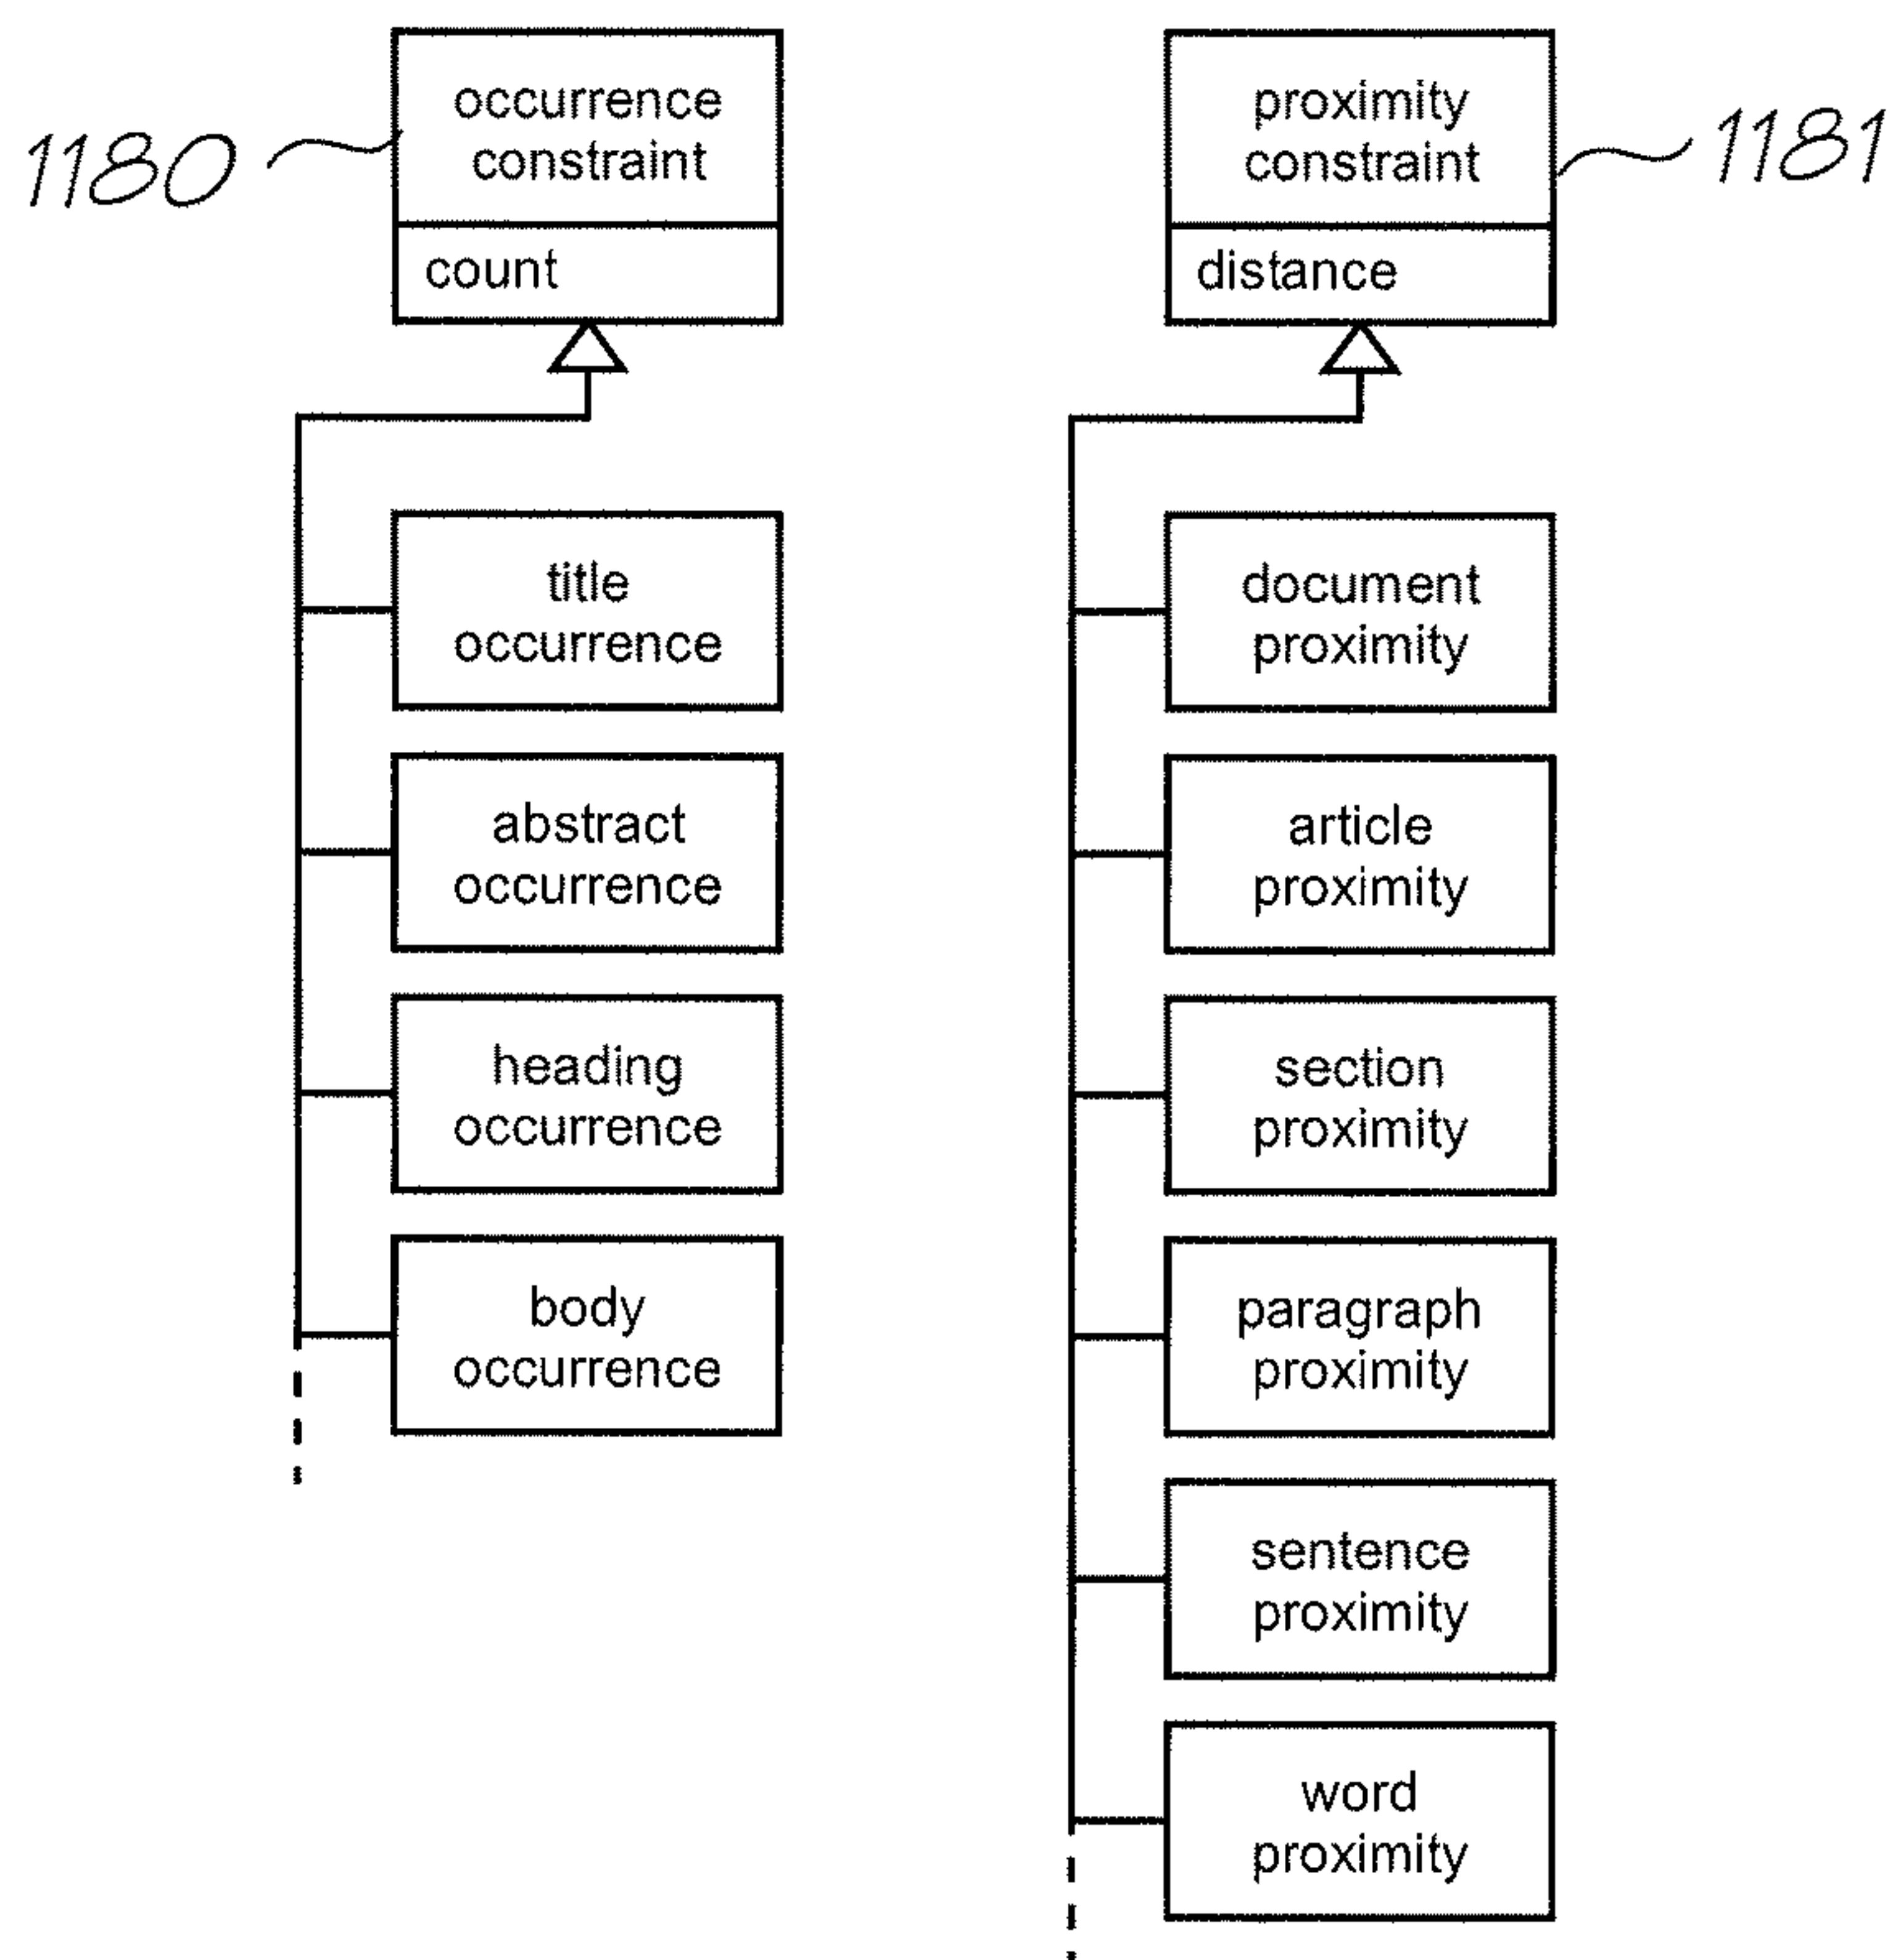 1180
occurrence
constraint
count
title
occurrence
abstract
occurrence
heading
occurrence
body
occurrence
proximity
constraint
1181
distance
document
proximity
article
proximity
section
proximity
paragraph
proximity
sentence
proximity
word
proximity